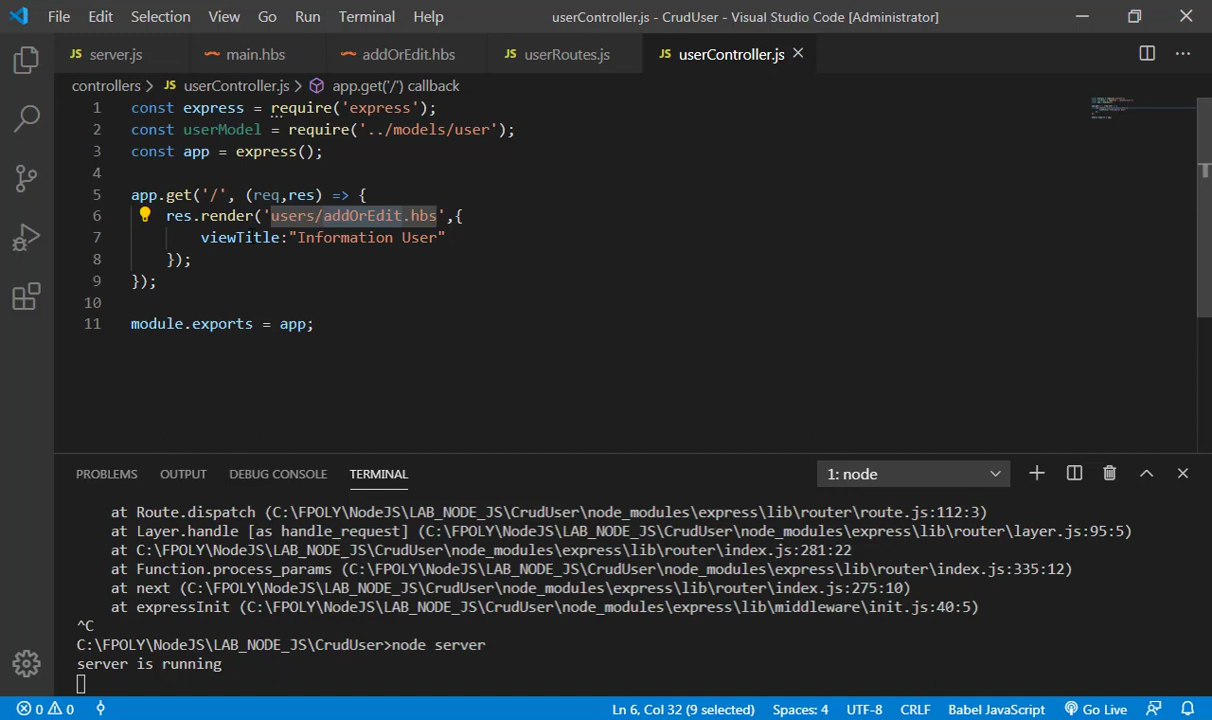 File Edit Selection View Go Run Terminal Help userController.js - CrudUser - Visual Studio Code [Administrator]
JS server.js main.hbs addOrEdit.hbs JS userRoutes.js JS userController.js
controllers > JS userController.js > app.get('/') callback
1 const express = require('express');
2 const userModel = require('../models/user');
3 const app = express();
4
5 app.get('/', (req,res) => {
6 res.render('users/addOrEdit.hbs',{
7 viewTitle:"Information User"
8 });
9 });
10
11 module.exports = app;
PROBLEMS OUTPUT DEBUG CONSOLE TERMINAL 1: node
at Route.dispatch (C:\FPOLY\NodeJS\LAB_NODE_JS\CrudUser\node_modules\express\lib\router\route.js:112:3)
at Layer.handle [as handle_request] (C:\FPOLY\NodeJS\LAB_NODE_JS\CrudUser\node_modules\express\lib\router\layer.js:95:5)
at C:\FPOLY\NodeJS\LAB_NODE_JS\CrudUser\node_modules\express\lib\router\index.js:281:22
at Function.process_params (C:\FPOLY\NodeJS\LAB_NODE_JS\CrudUser\node_modules\express\lib\router\index.js:335:12)
at next (C:\FPOLY\NodeJS\LAB_NODE_JS\CrudUser\node_modules\express\lib\router\index.js:275:10)
at expressInit (C:\FPOLY\NodeJS\LAB_NODE_JS\CrudUser\node_modules\express\lib\middleware\init.js:40:5)
^C
C:\FPOLY\NodeJS\LAB_NODE_JS\CrudUser>node server
server is running
0 0 Ln 6, Col 32 (9 selected) Spaces: 4 UTF-8 CRLF Babel JavaScript Go Live